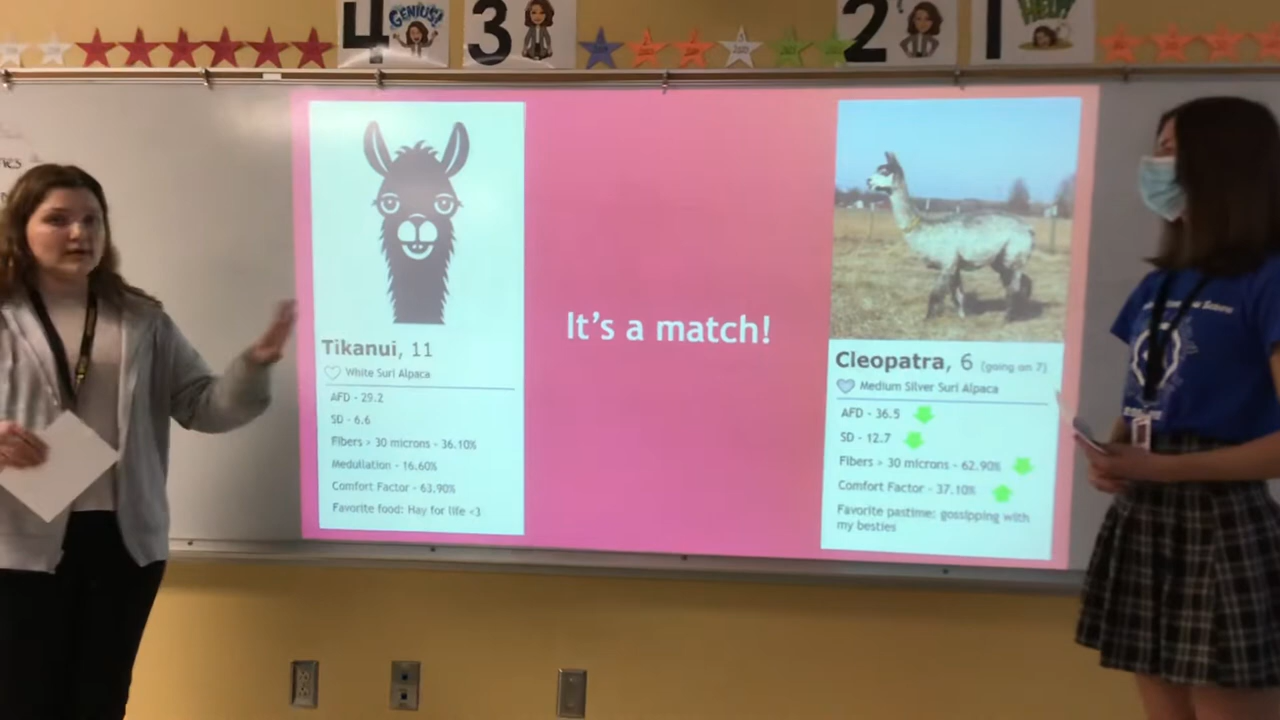 4
GENIUS!
3
2
?
1
HELP!
It's a match!
Tikanui, 11
White Suri Alpaca
AFD - 29.2
SD - 6.6
Fibers > 30 microns - 36.10%
Medullation - 16.60%
Comfort Factor - 63.90%
Favorite food: Hay for life <3
Cleopatra, 6 (going on 7)
Medium Silver Suri Alpaca
AFD - 36.5
SD - 12.7
Fibers > 30 microns - 62.90%
Comfort Factor - 37.10%
Favorite pastime: gossipping with
my besties